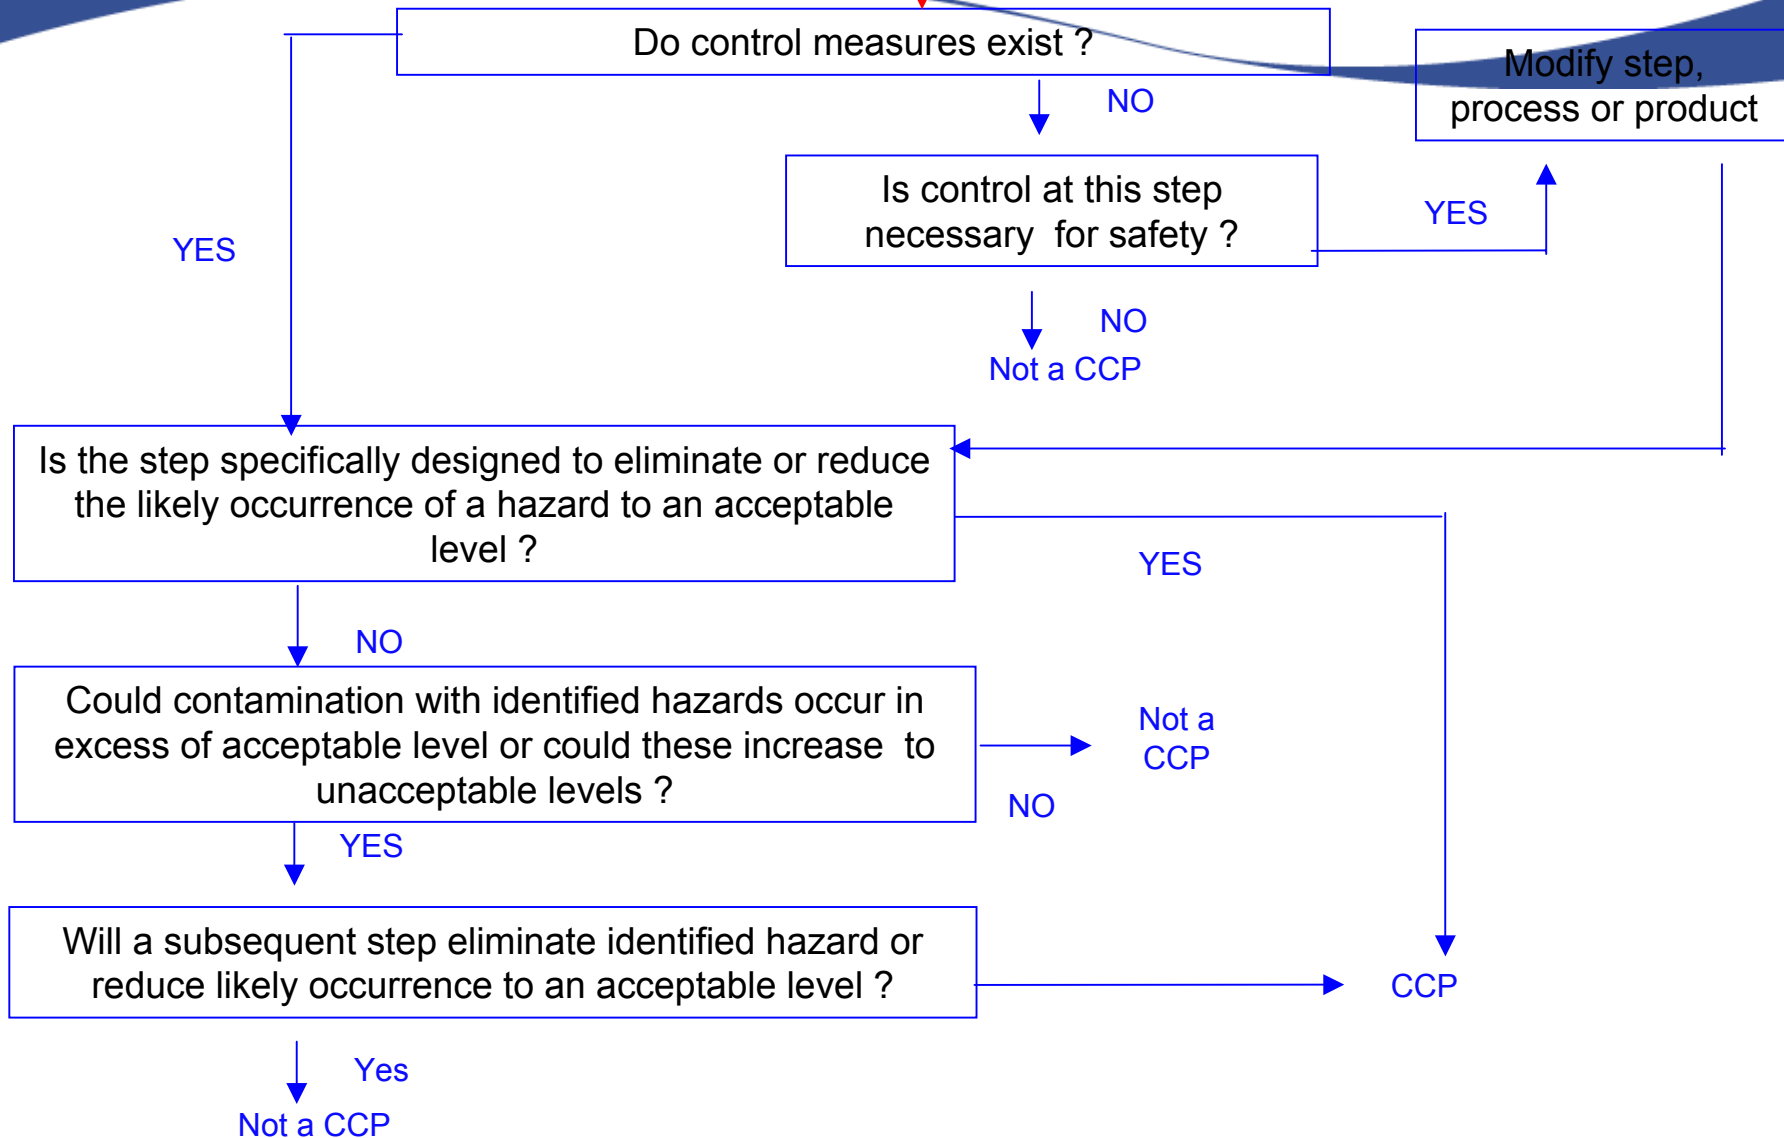 Do control measures exist ?
Modify step,
process or product
NO
Is control at this step
necessary for safety ?
YES
YES
NO
Not a CCP
Is the step specifically designed to eliminate or reduce
the likely occurrence of a hazard to an acceptable
level ?
YES
NO
Could contamination with identified hazards occur in
excess of acceptable level or could these increase to
unacceptable levels ?
Not a
CCP
NO
YES
Will a subsequent step eliminate identified hazard or
reduce likely occurrence to an acceptable level ?
CCP
Yes
Not a CCP